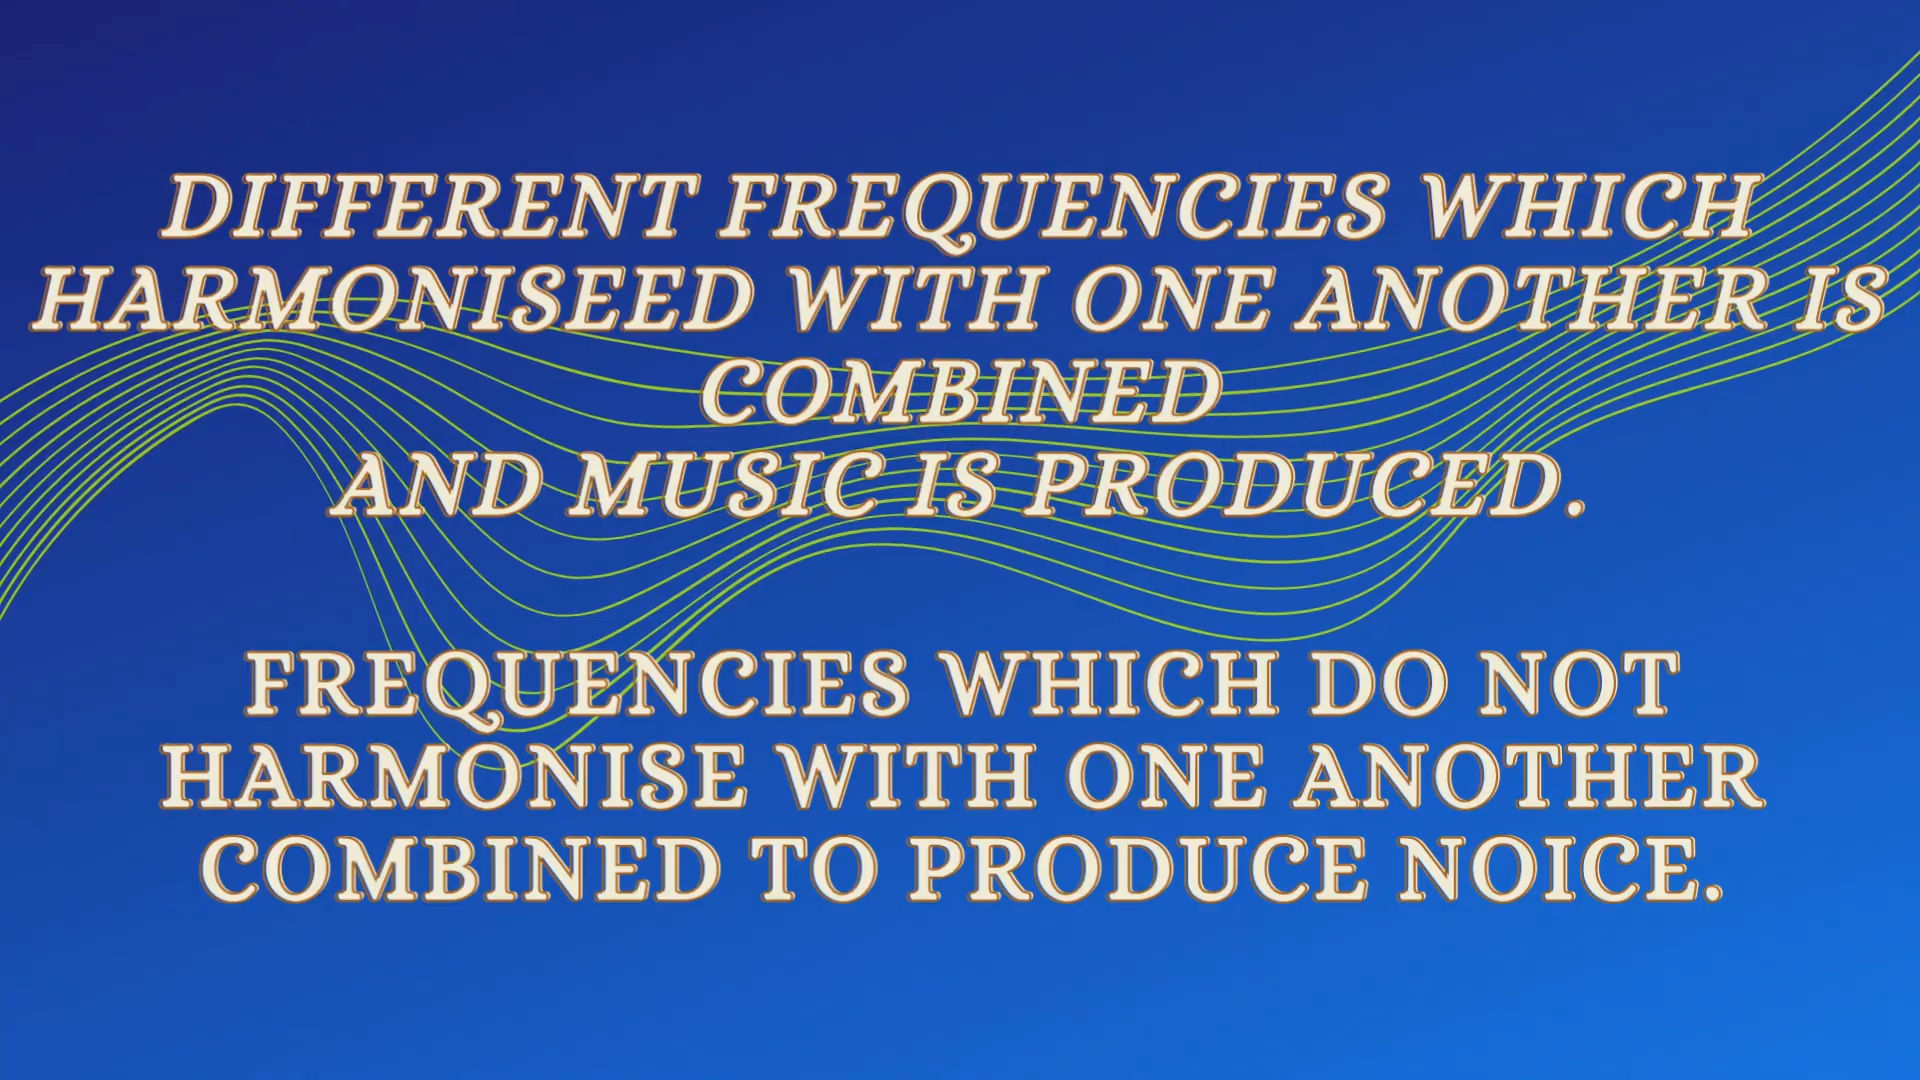 DIFFERENT FREQUENCIES WHICH
HARMONISEED WITH ONE ANOTHER IS
COMBINED
AND MUSIC IS PRODUCED.
FREQUENCIES WHICH DO NOT
HARMONISE WITH ONE ANOTHER
COMBINED TO PRODUCE NOICE.